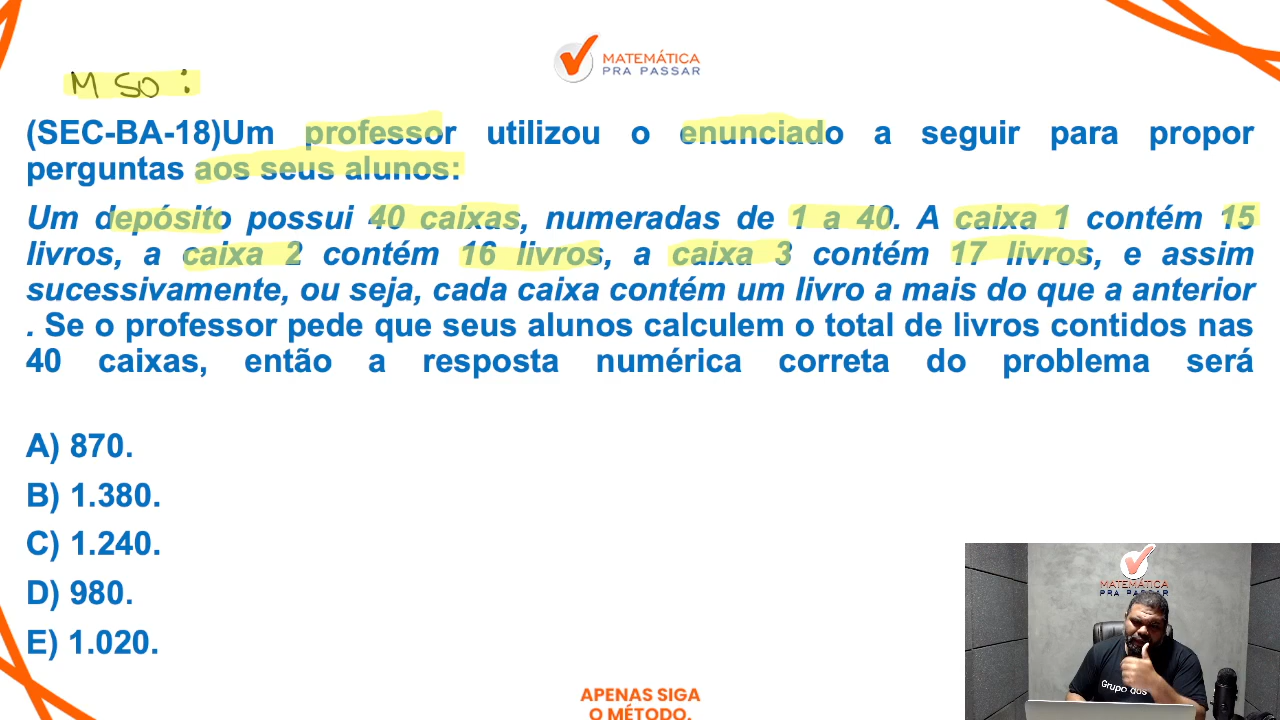 MATEMÁTICA
PRA PASSAR
M SO :
(SEC-BA-18)Um professor utilizou o enunciado a seguir para propor
perguntas aos seus alunos:
Um depósito possui 40 caixas, numeradas de 1 a 40. A caixa 1 contém 15
livros, a caixa 2 contém 16 livros, a caixa 3 contém 17 livros, e assim
sucessivamente, ou seja, cada caixa contém um livro a mais do que a anterior
. Se o professor pede que seus alunos calculem o total de livros contidos nas
40 caixas, então a resposta numérica correta do problema será
A) 870.
B) 1.380.
C) 1.240.
D) 980.
E) 1.020.
MATEMÁTICA
PRA PASSAR
Grupo dos
APENAS SIGA
O MÉTODO.